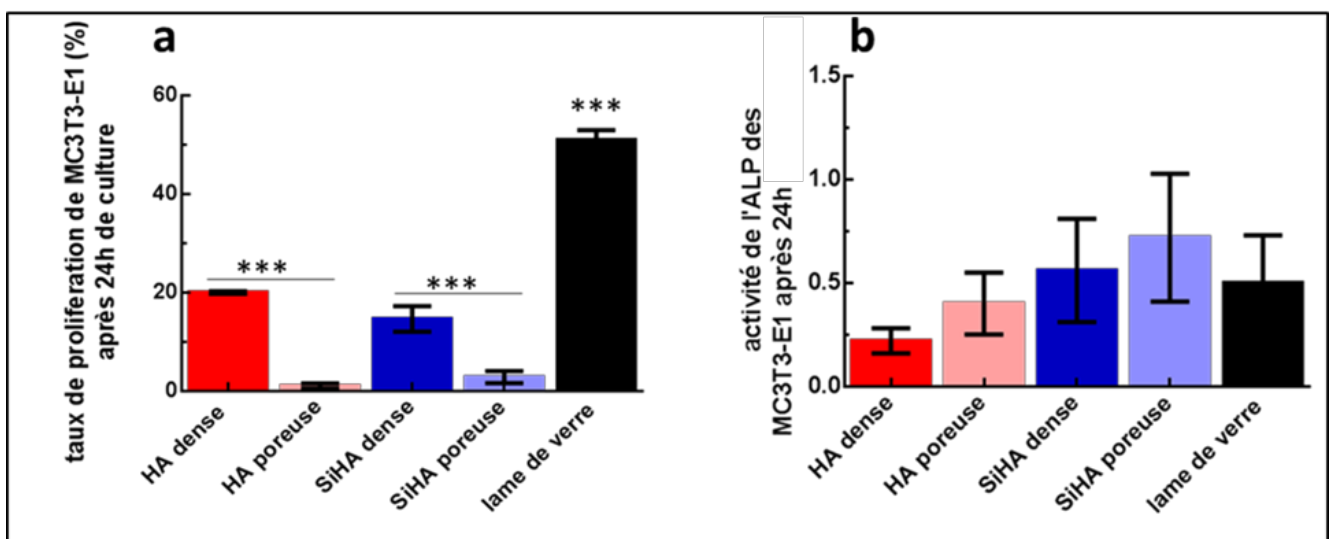 a
taux de proliferation de MC3T3-E1 (%)
après 24h de culture
60
40
20
0
***
***
***
HA dense
HA poreuse
SiHA dense
SiHA poreuse
lame de verre
b
activité de l'ALP des
MC3T3-E1 après 24h
1.5
1.0
0.5
0.0
HA dense
HA poreuse
SiHA dense
SiHA poreuse
lame de verre